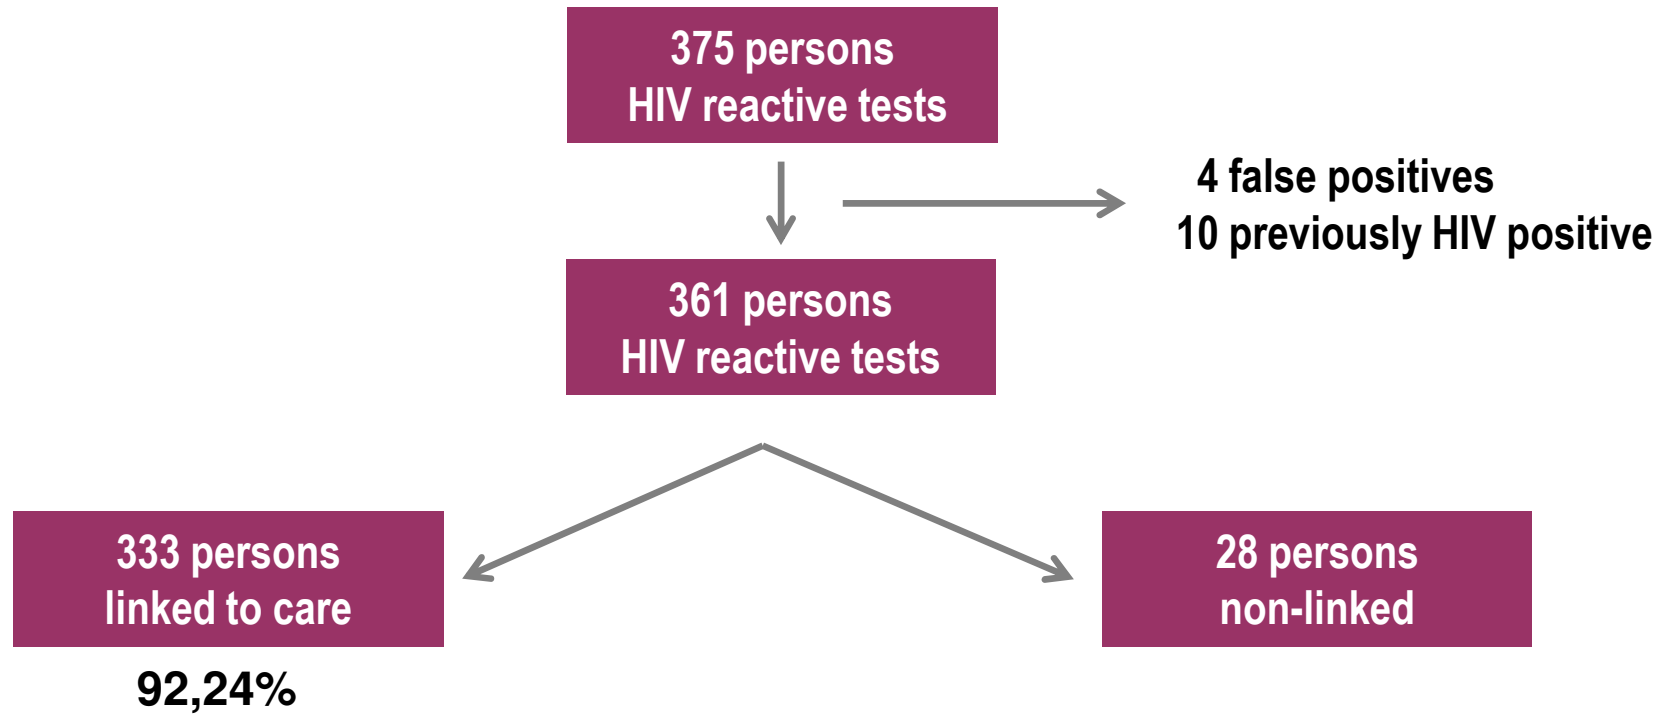 375 persons
HIV reactive tests
4 false positives
10 previously HIV positive
361 persons
HIV reactive tests
333 persons
linked to care
28 persons
non-linked
92,24%